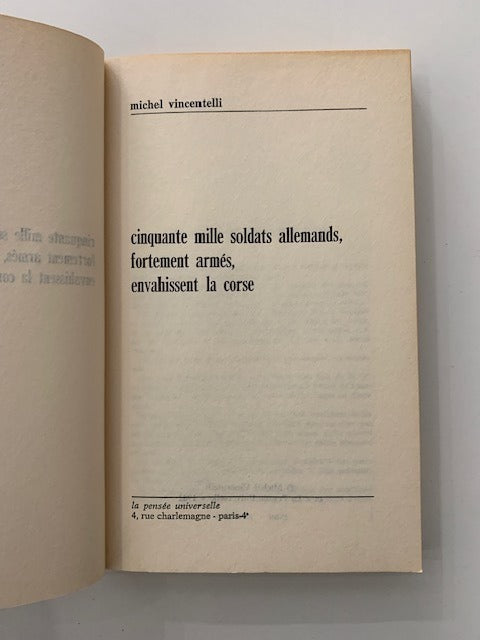 michel vincentelli
cinquante mille soldats allemands,
fortement armés,
envahissent la corse
la pensée universelle
4, rue charlemagne - paris-4e